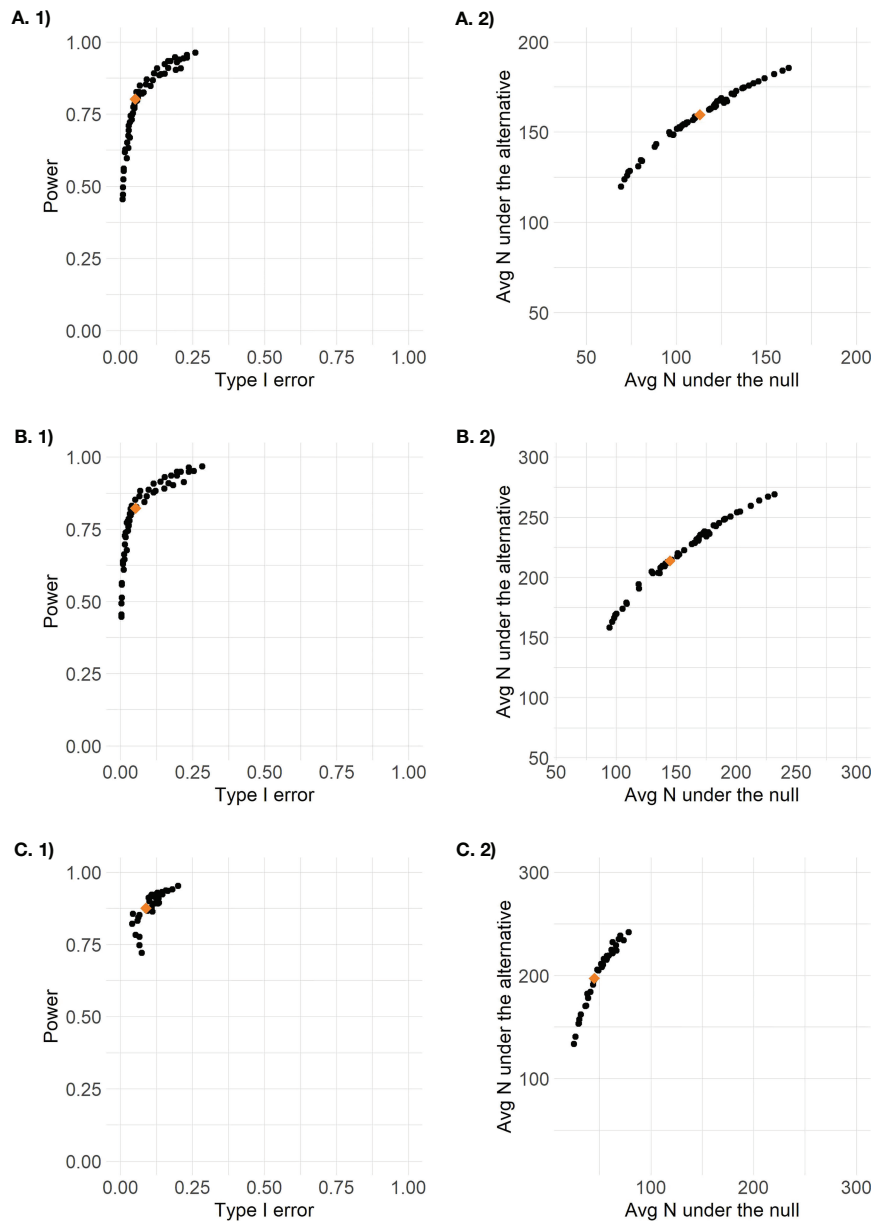 A. 1)
A. 2)
1.00
0.75
0.50
0.25
0.00
Power
0.00 0.25 0.50 0.75 1.00
Type I error
200
150
100
50
Avg N under the alternative
50 100 150 200
Avg N under the null
B. 1)
B. 2)
1.00
0.75
0.50
0.25
0.00
Power
0.00 0.25 0.50 0.75 1.00
Type I error
300
250
200
150
100
50
Avg N under the alternative
50 100 150 200 250 300
Avg N under the null
C. 1)
C. 2)
1.00
0.75
0.50
0.25
0.00
Power
0.00 0.25 0.50 0.75 1.00
Type I error
300
200
100
Avg N under the alternative
100 200 300
Avg N under the null